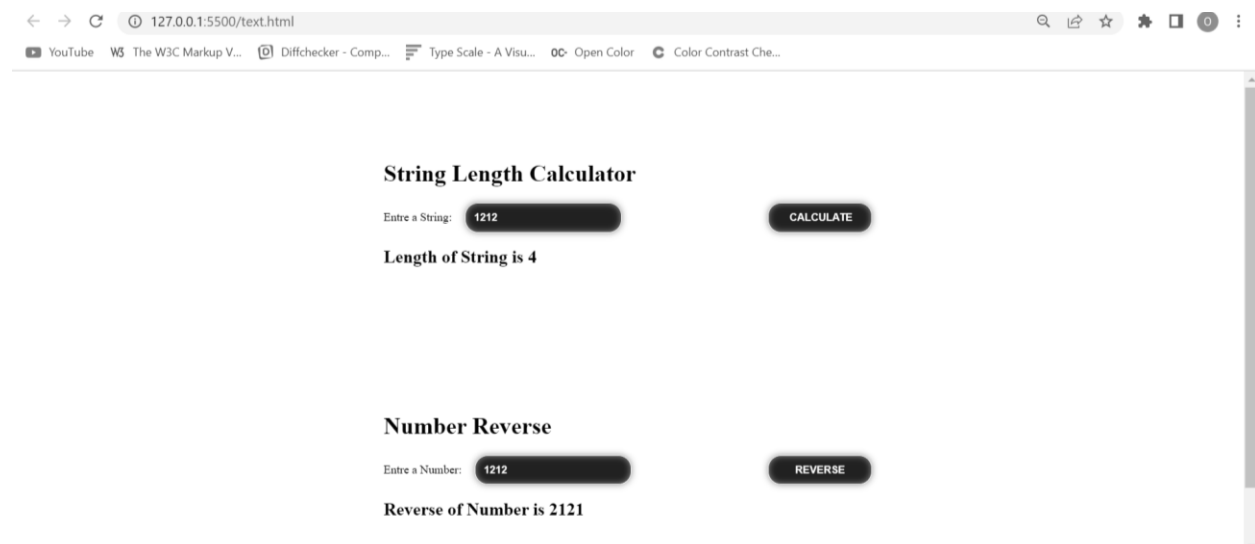 127.0.0.1:5500/text.html
YouTube W3 The W3C Markup V... Diffchecker - Comp... Type Scale - A Visu... OC Open Color C Color Contrast Che...
String Length Calculator
Entre a String: 1212 CALCULATE
Length of String is 4
Number Reverse
Entre a Number: 1212 REVERSE
Reverse of Number is 2121